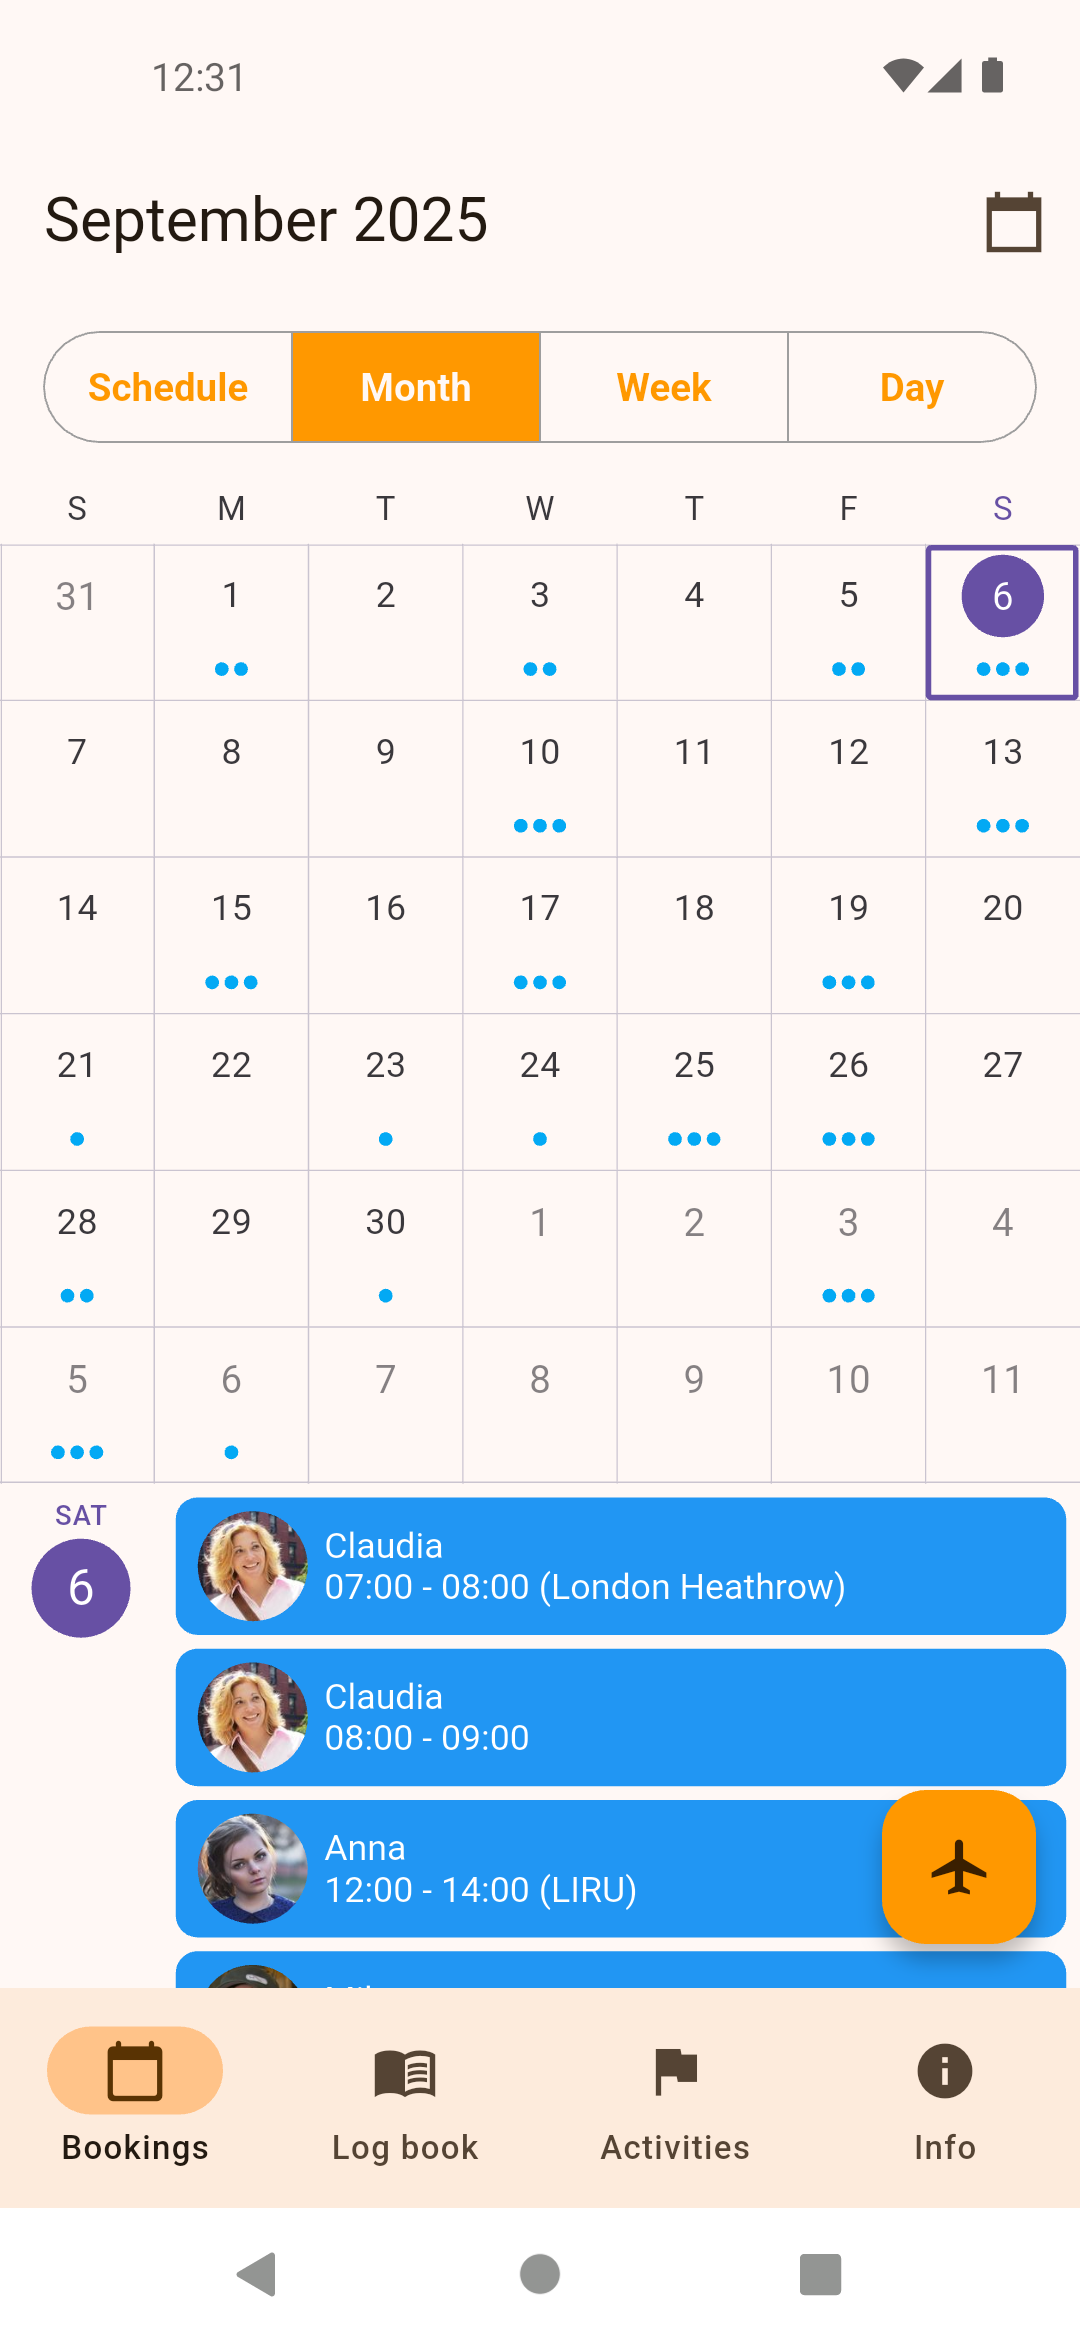 12:31
September 2025
Schedule Month Week Day
S M T W T F S
31 1 2 3 4 5 6
7 8 9 10 11 12 13
14 15 16 17 18 19 20
21 22 23 24 25 26 27
28 29 30 1 2 3 4
5 6 7 8 9 10 11
SAT
6
Claudia
07:00 - 08:00 (London Heathrow)
Claudia
08:00 - 09:00
Anna
12:00 - 14:00 (LIRU)
Bookings Log book Activities Info